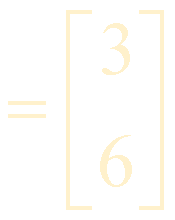 = [3
6]